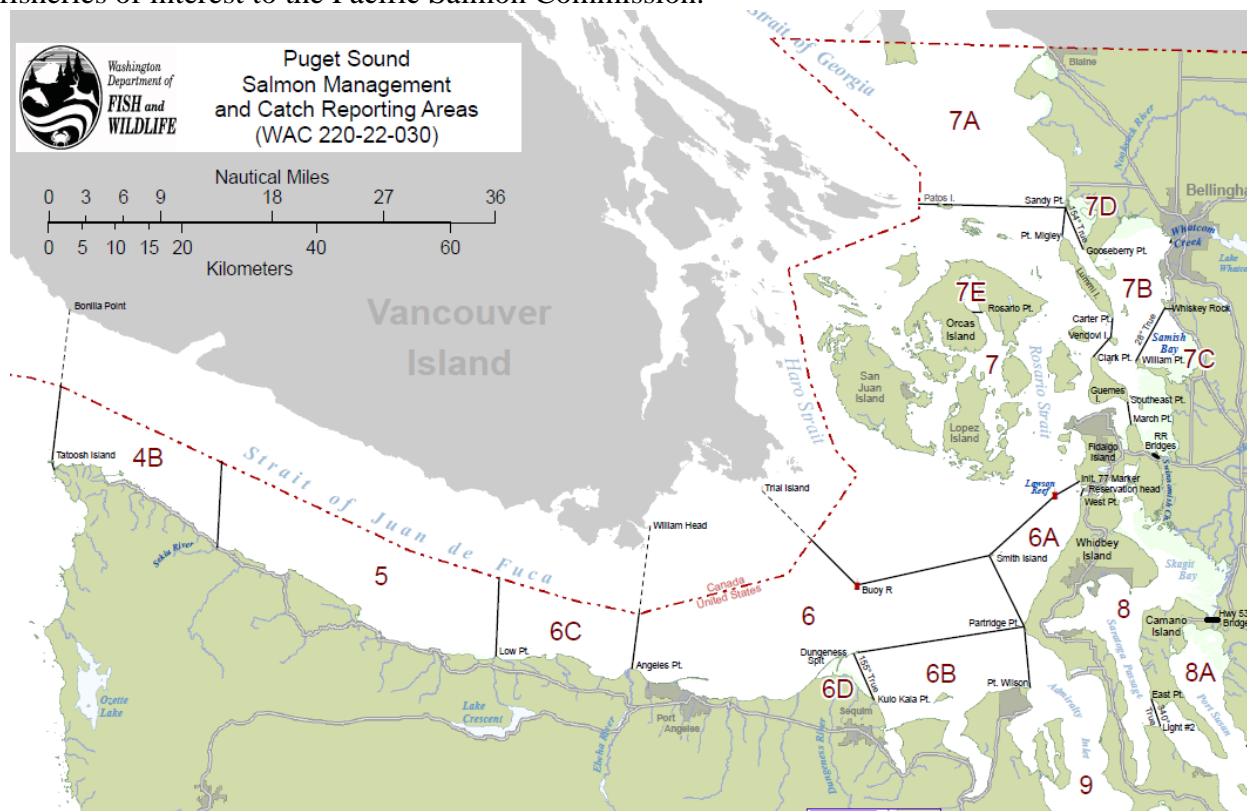 fisheries of interest to the Pacific Salmon Commission.
Washington
Department of
FISH and
WILDLIFE
Puget Sound
Salmon Management
and Catch Reporting Areas
(WAC 220-22-030)
Nautical Miles
0 3 6 9 18 27 36
0 5 10 15 20 40 60
Kilometers
Strait of Georgia
Blaine
7A
Nooksack River
Bellingha
Patos I.
Sandy Pt.
7D
154° True
Pt. Migley
Gooseberry Pt.
Whatcom
Creek
Lake
Whatc
Lummi I.
7B
7E
Rosario Pt.
Orcas
Island
Carter Pt.
Vendovi I.
Whiskey Rock
28° True
Samish
Bay
Clark Pt.
William Pt.
7C
Bonilla Point
Vancouver
Island
Haro Strait
7
Rosario Strait
San
Juan
Island
Lopez
Island
Guemes
I.
Southeast Pt.
March Pt.
RR
Bridges
Fidalgo
Island
Swinomish Ch.
Tatoosh Island
4B
Strait of Juan de Fuca
Trial Island
Lawson
Reef
Init. 77 Marker
Reservation head
West Pt.
William Head
6A
Smith Island
Whidbey
Island
Skagit
Bay
Sekiu River
5
Canada
United States
Buoy R
6
6C
Partridge Pt.
8
Camano
Island
Hwy 53
Bridge
Saratoga Passage
Low Pt.
Angeles Pt.
Dungeness
Spit
155° True
6B
6D
Kulo Kala Pt.
Pt. Wilson
8A
Port Susan
East Pt.
340°
True
Light #2
Ozette
Lake
Lake
Crescent
Elwha River
Port
Angeles
Sequim
Dungeness River
Admiralty
Inlet
9